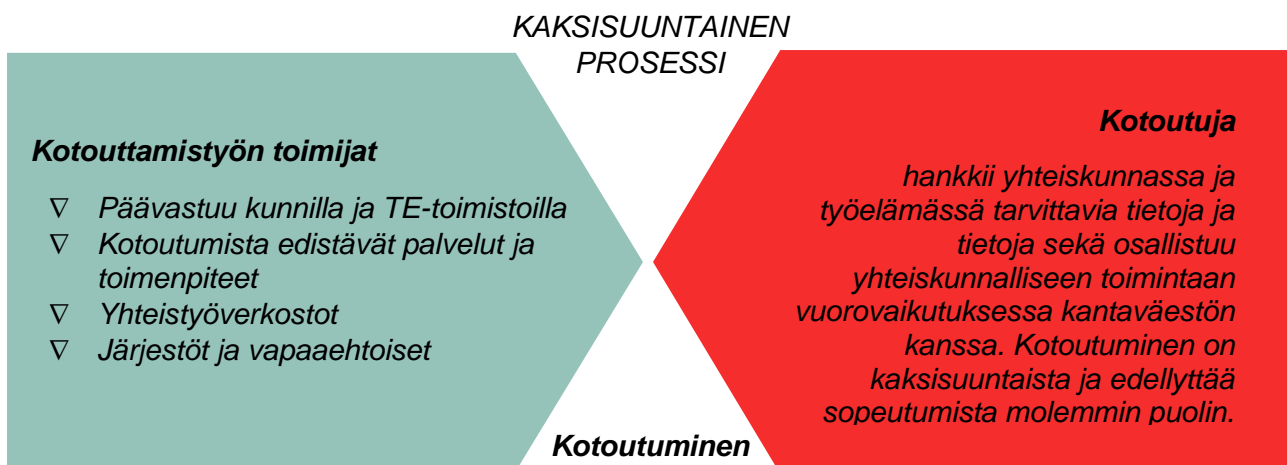 KAKSISUUNTAINEN
PROSESSI
Kotouttamistyön toimijat
∇ Päävastuu kunnilla ja TE-toimistoilla
∇ Kotoutumista edistävät palvelut ja
toimenpiteet
∇ Yhteistyöverkostot
∇ Järjestöt ja vapaaehtoiset
Kotoutuja
hankkii yhteiskunnassa ja
työelämässä tarvittavia tietoja ja
tietoja sekä osallistuu
yhteiskunnalliseen toimintaan
vuorovaikutuksessa kantaväestön
kanssa. Kotoutuminen on
kaksisuuntaista ja edellyttää
sopeutumista molemmin puolin.
Kotoutuminen